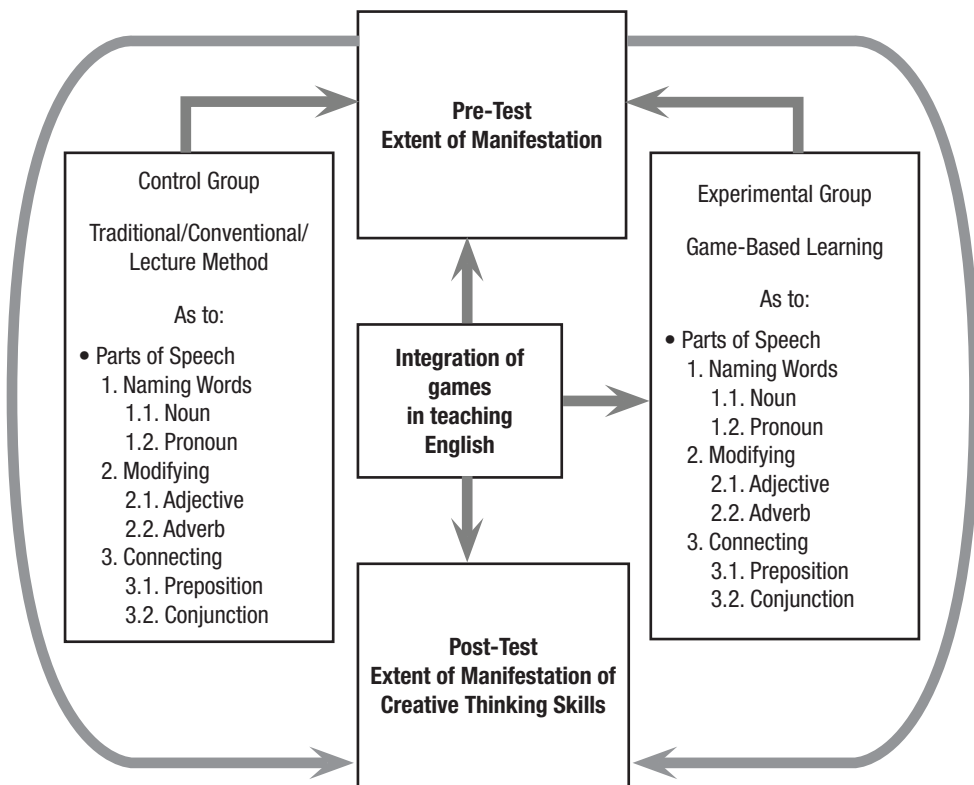 Pre-Test
Extent of Manifestation
Control Group
Traditional/Conventional/
Lecture Method
As to:
• Parts of Speech
1. Naming Words
1.1. Noun
1.2. Pronoun
2. Modifying
2.1. Adjective
2.2. Adverb
3. Connecting
3.1. Preposition
3.2. Conjunction
Integration of
games
in teaching
English
Experimental Group
Game-Based Learning
As to:
• Parts of Speech
1. Naming Words
1.1. Noun
1.2. Pronoun
2. Modifying
2.1. Adjective
2.2. Adverb
3. Connecting
3.1. Preposition
3.2. Conjunction
Post-Test
Extent of Manifestation of
Creative Thinking Skills